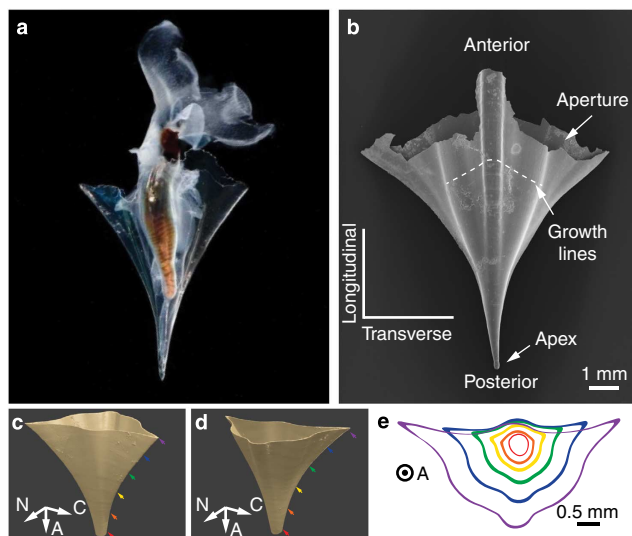 a
b
Anterior
Aperture
Growth
lines
Longitudinal
Transverse
Apex
Posterior
1 mm
c
N
C
A
d
N
C
A
e
A
0.5 mm